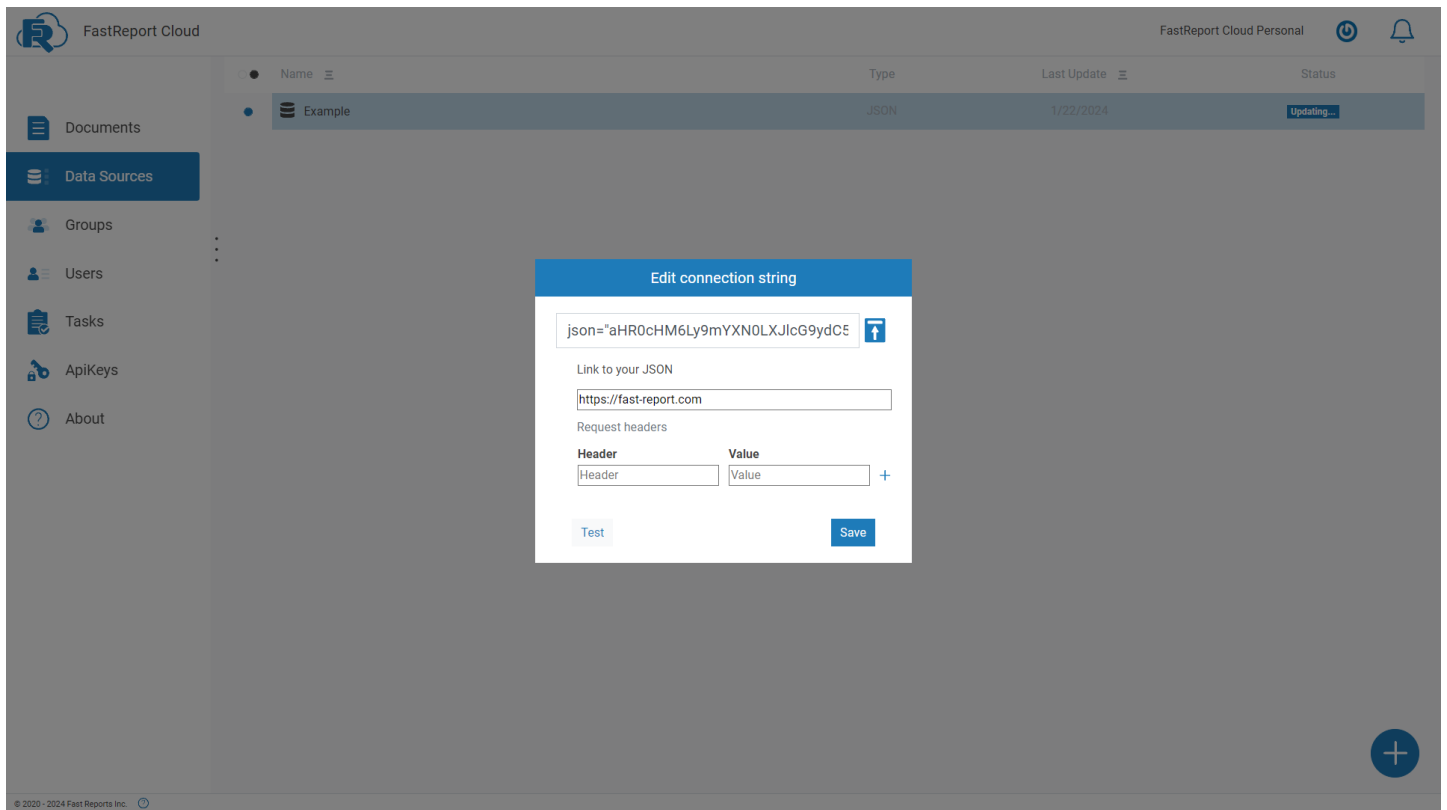 FastReport Cloud
FastReport Cloud Personal
Name Type Last Update Status
Example JSON 1/22/2024 Updating...
Documents
Data Sources
Groups
Users
Tasks
ApiKeys
About
Edit connection string
json="aHR0cHM6Ly9mYXN0LXJlcG9ydC5
Link to your JSON
https://fast-report.com
Request headers
Header Value
Header Value +
Test Save
© 2020 - 2024 Fast Reports Inc. ?